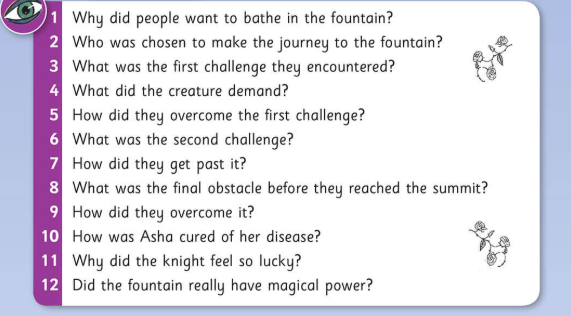 1 Why did people want to bathe in the fountain?
2 Who was chosen to make the journey to the fountain?
3 What was the first challenge they encountered?
4 What did the creature demand?
5 How did they overcome the first challenge?
6 What was the second challenge?
7 How did they get past it?
8 What was the final obstacle before they reached the summit?
9 How did they overcome it?
10 How was Asha cured of her disease?
11 Why did the knight feel so lucky?
12 Did the fountain really have magical power?